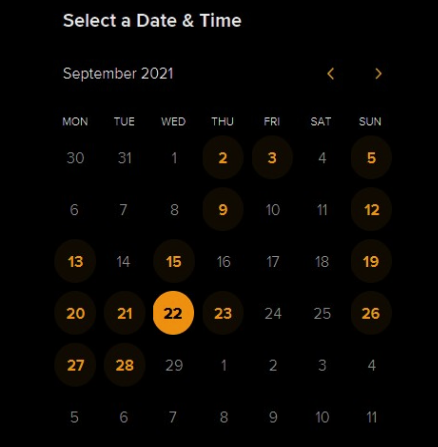 Select a Date & Time
September 2021
MON TUE WED THU FRI SAT SUN
30 31 1 2 3 4 5
6 7 8 9 10 11 12
13 14 15 16 17 18 19
20 21 22 23 24 25 26
27 28 29 1 2 3 4
5 6 7 8 9 10 11